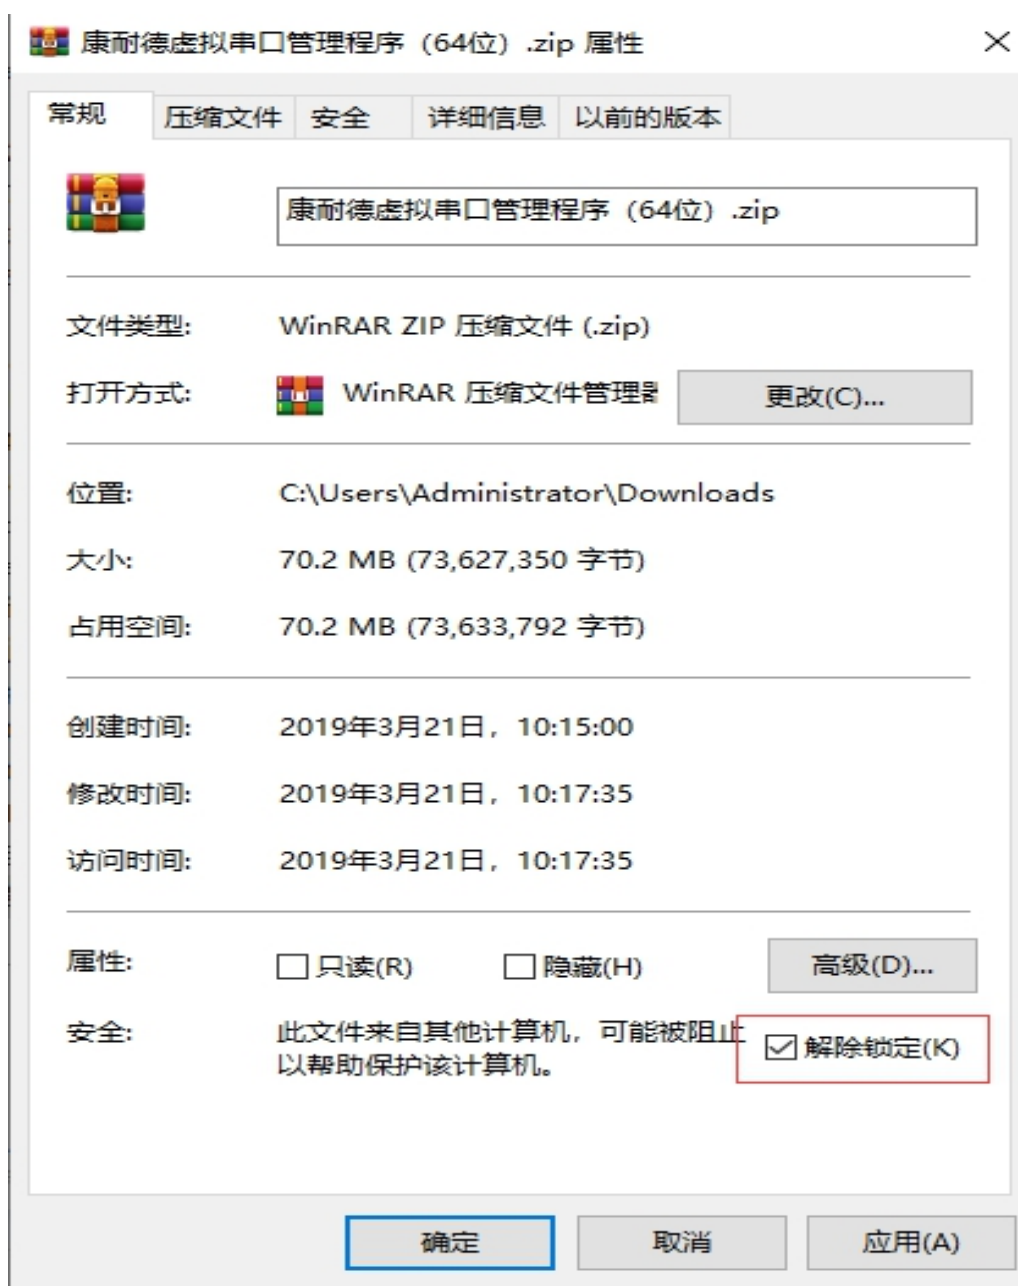 康耐德虚拟串口管理程序（64位）.zip 属性
常规 压缩文件 安全 详细信息 以前的版本
康耐德虚拟串口管理程序（64位）.zip
文件类型: WinRAR ZIP 压缩文件 (.zip)
打开方式: WinRAR 压缩文件管理器 更改(C)...
位置: C:\Users\Administrator\Downloads
大小: 70.2 MB (73,627,350 字节)
占用空间: 70.2 MB (73,633,792 字节)
创建时间: 2019年3月21日，10:15:00
修改时间: 2019年3月21日，10:17:35
访问时间: 2019年3月21日，10:17:35
属性: 只读(R) 隐藏(H) 高级(D)...
安全: 此文件来自其他计算机，可能被阻止
以帮助保护该计算机。 解除锁定(K)
确定 取消 应用(A)